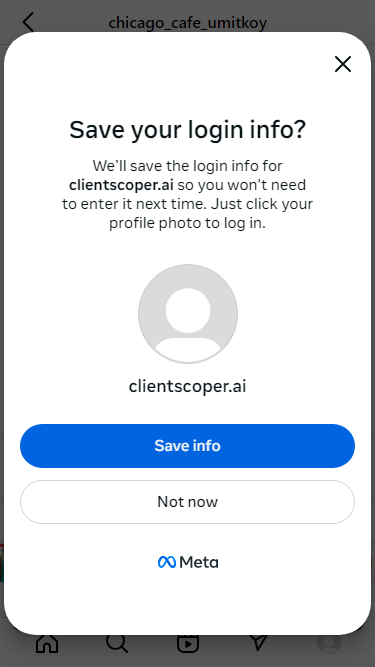 chicago_cafe_umitkoy
Save your login info?
We'll save the login info for
clientscoper.ai so you won't need
to enter it next time. Just click your
profile photo to log in.
clientscoper.ai
Save info
Not now
Meta